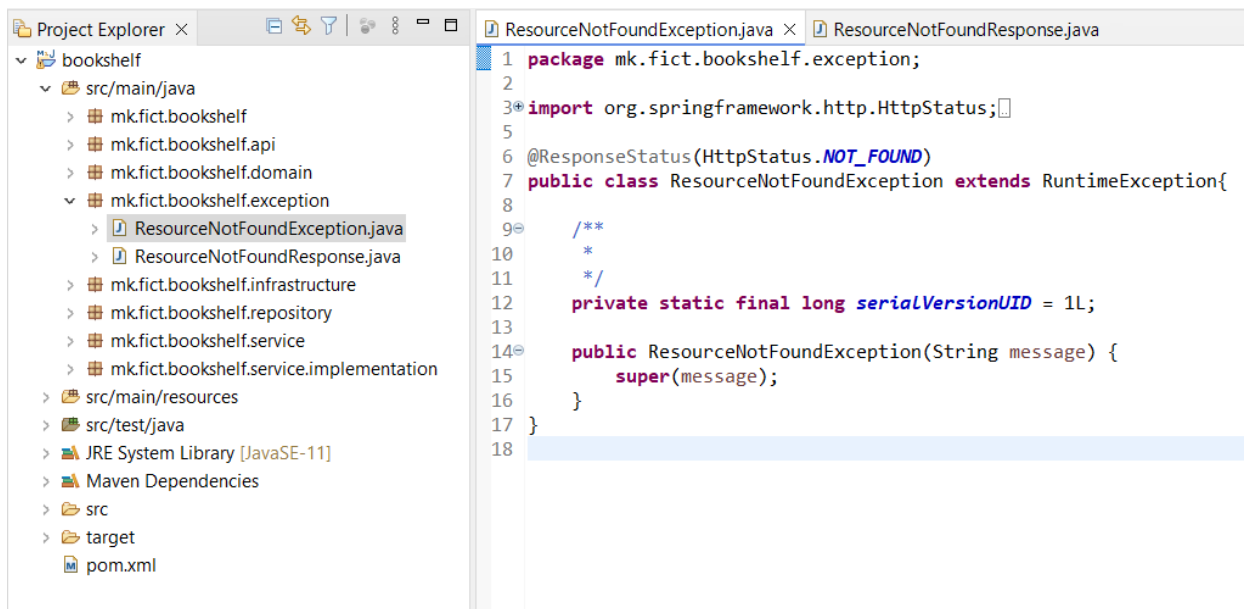 Project Explorer
bookshelf
src/main/java
mk.fict.bookshelf
mk.fict.bookshelf.api
mk.fict.bookshelf.domain
mk.fict.bookshelf.exception
ResourceNotFoundException.java
ResourceNotFoundResponse.java
mk.fict.bookshelf.infrastructure
mk.fict.bookshelf.repository
mk.fict.bookshelf.service
mk.fict.bookshelf.service.implementation
src/main/resources
src/test/java
JRE System Library [JavaSE-11]
Maven Dependencies
src
target
pom.xml
ResourceNotFoundException.java ResourceNotFoundResponse.java
1 package mk.fict.bookshelf.exception;
2
3 import org.springframework.http.HttpStatus;
5
6 @ResponseStatus(HttpStatus.NOT_FOUND)
7 public class ResourceNotFoundException extends RuntimeException{
8
9 /**
10 *
11 */
12 private static final long serialVersionUID = 1L;
13
14 public ResourceNotFoundException(String message) {
15 super(message);
16 }
17 }
18